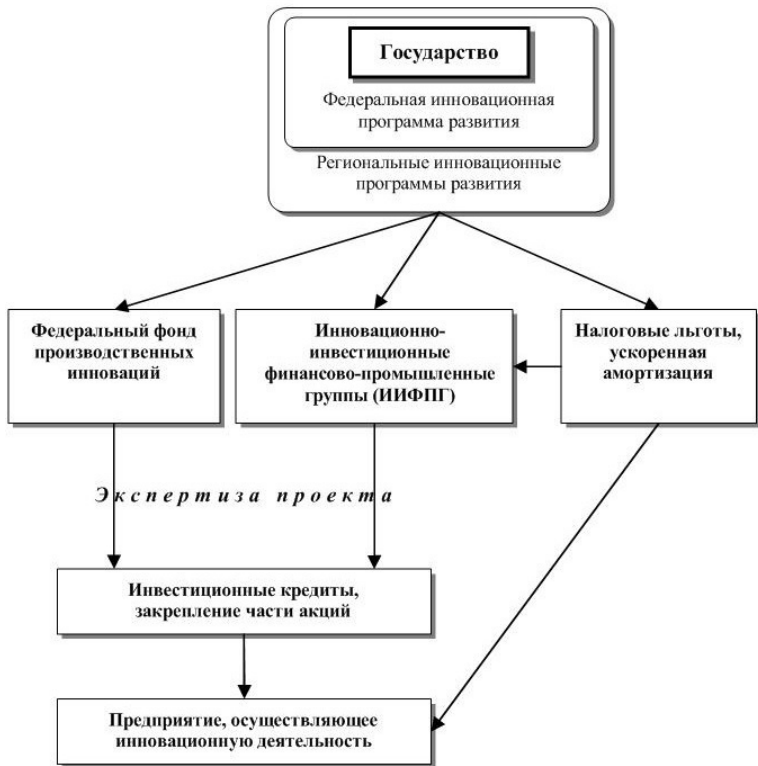 Государство
Федеральная инновационная
программа развития
Региональные инновационные
программы развития
Федеральный фонд
производственных
инноваций
Инновационно-
инвестиционные
финансово-промышленные
группы (ИИФПГ)
Налоговые льготы,
ускоренная
амортизация
Экспертиза проекта
Инвестиционные кредиты,
закрепление части акций
Предприятие, осуществляющее
инновационную деятельность